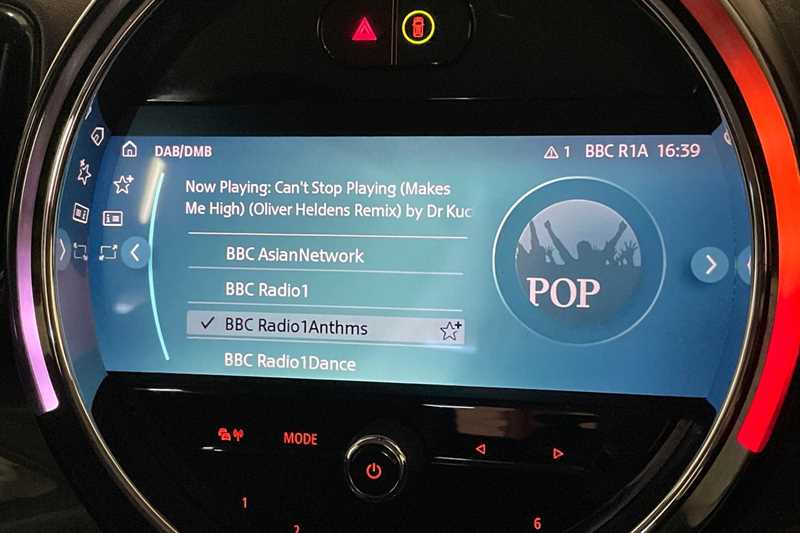 DAB/DMB
1 BBC R1A 16:39
Now Playing: Can't Stop Playing (Makes
Me High) (Oliver Heldens Remix) by Dr Kuc
BBC AsianNetwork
BBC Radio1
BBC Radio1Anthms
BBC Radio1Dance
POP
MODE
1
2
6